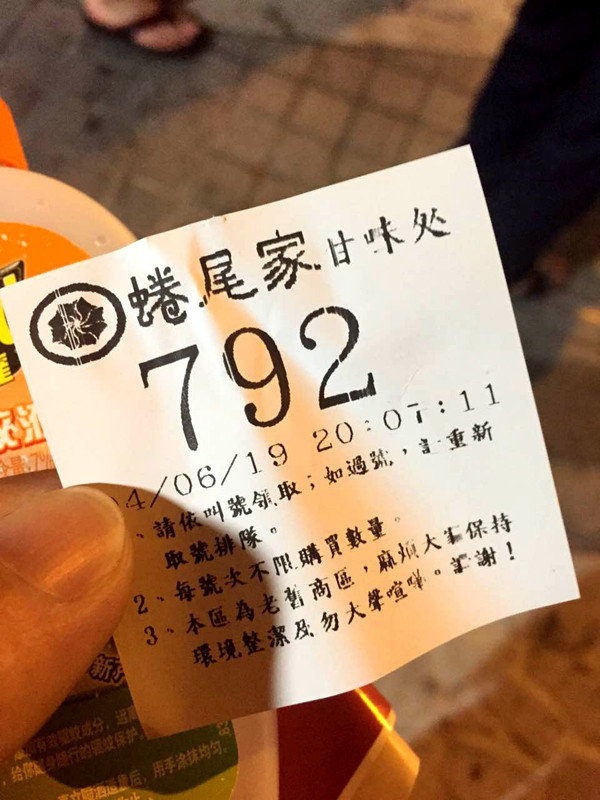 蜷尾家 甘味処
792
04/06/19 20:07:11
、請依叫號領取；如過號，請重新
取號排隊。
2、每號次不限購買數量。
3、本區為老舊商區，麻煩大家保持
環境整潔及勿大聲喧嘩。謝謝！